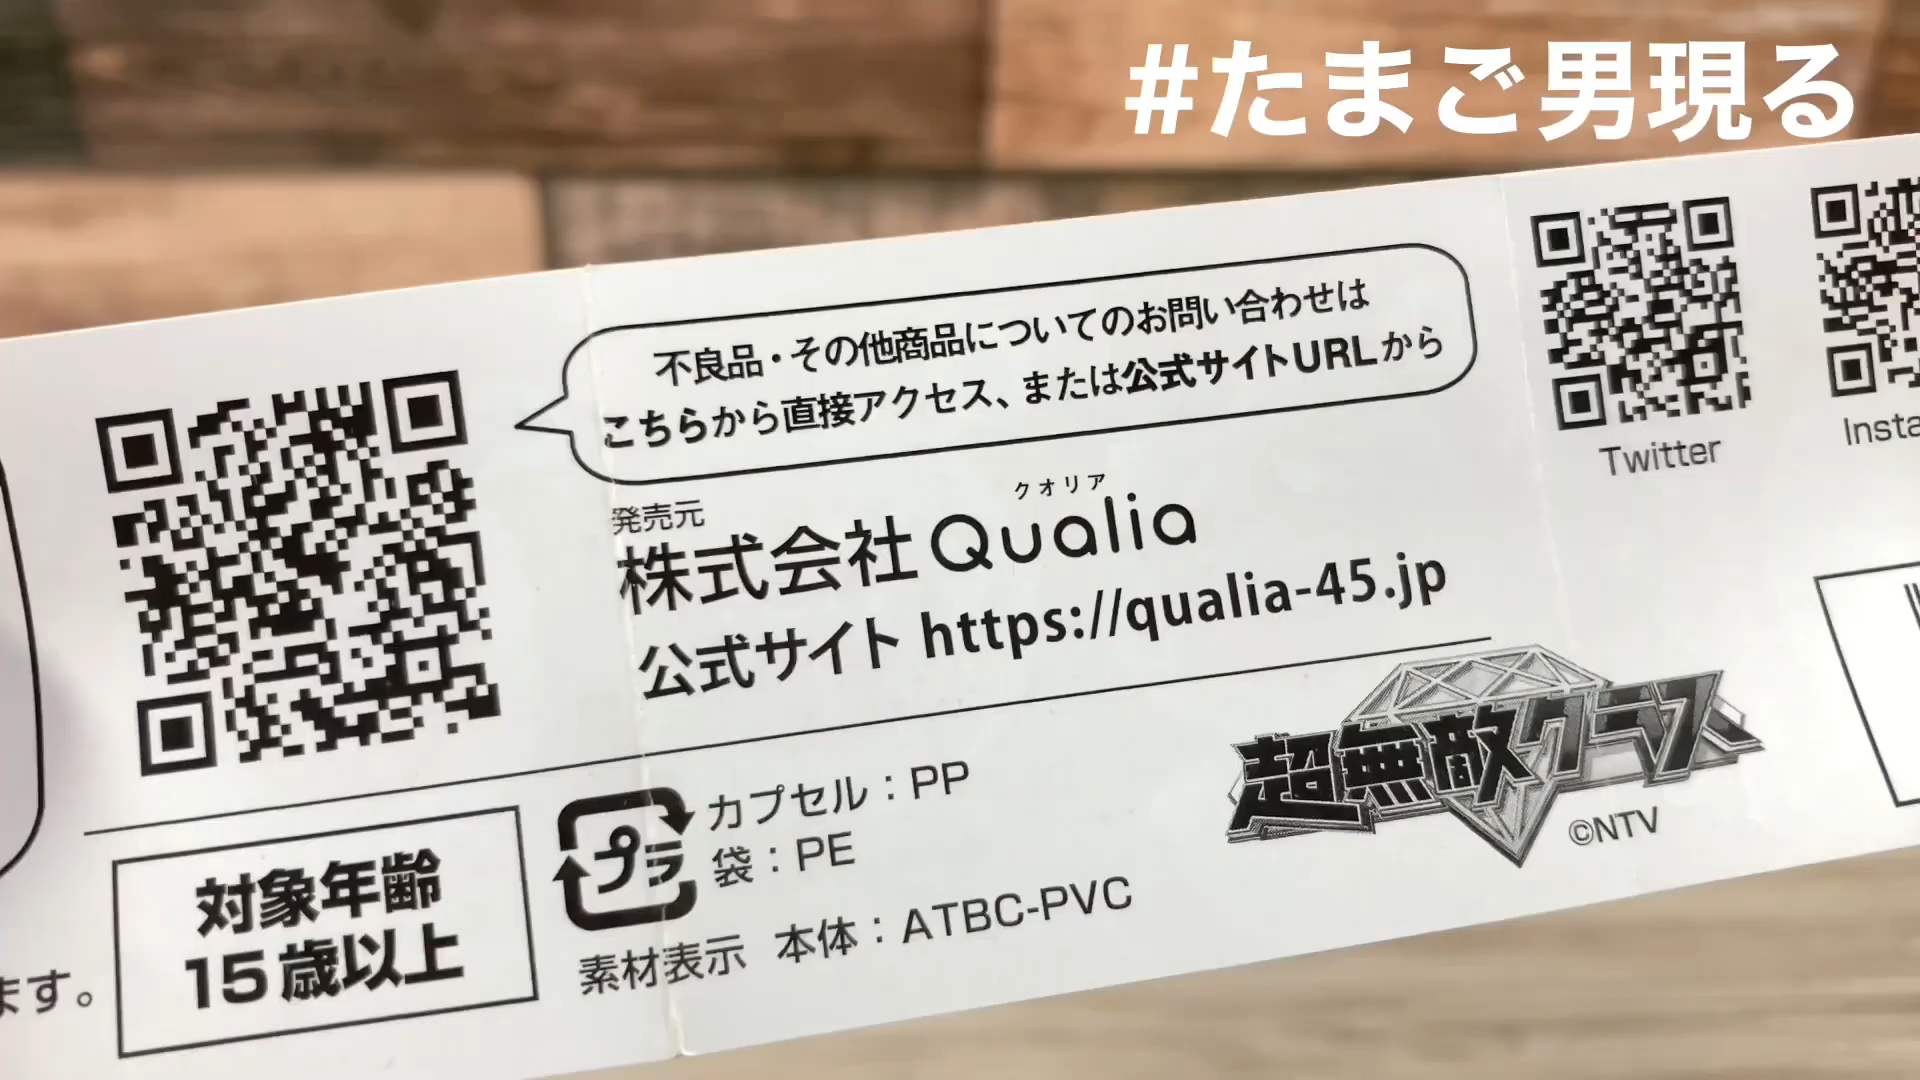 #たまご男現る
不良品・その他商品についてのお問い合わせは
こちらから直接アクセス、または公式サイトURLから
発売元
クオリア
株式会社Qualia
公式サイト https://qualia-45.jp
Twitter
Insta
対象年齢
15歳以上
ます。
プラ
カプセル：PP
袋：PE
素材表示 本体：ATBC-PVC
超無敵クラス
©NTV